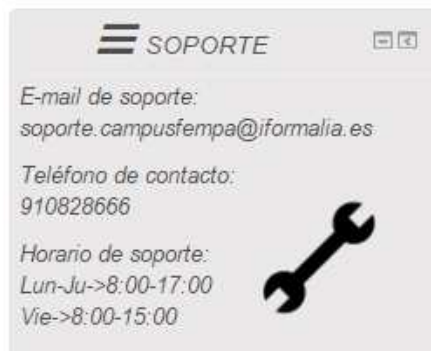 SOPORTE
E-mail de soporte:
soporte.campusfempa@iformalia.es
Teléfono de contacto:
910828666
Horario de soporte:
Lun-Ju->8:00-17:00
Vie->8:00-15:00